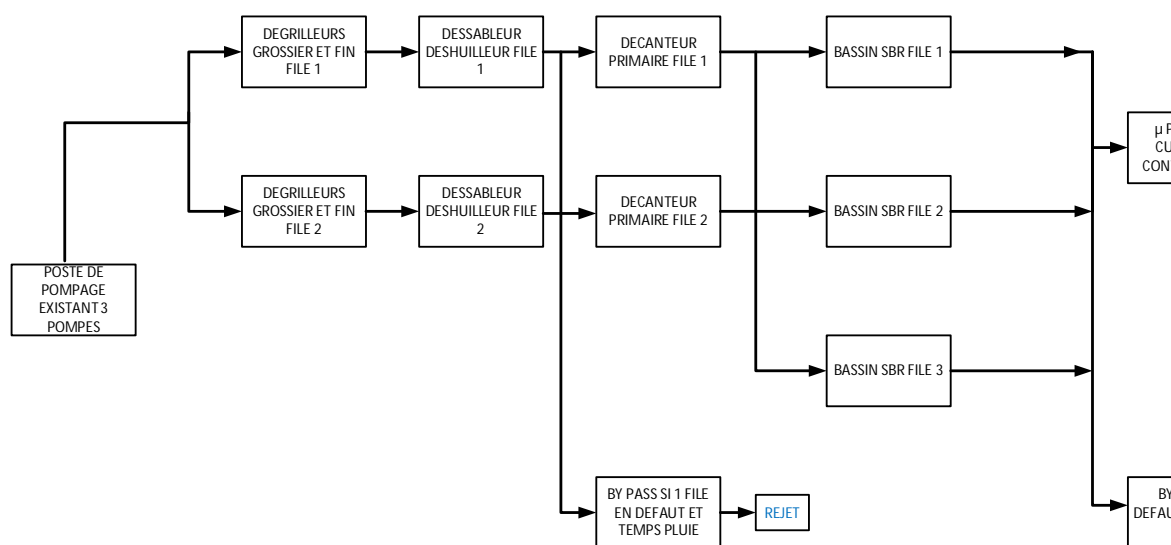 DEGRILLEURS
GROSSIER ET FIN
FILE 1
DESSABLEUR
DESHUILLEUR FILE
1
DECANTEUR
PRIMAIRE FILE 1
BASSIN SBR FILE 1
µ
DEGRILLEURS
GROSSIER ET FIN
FILE 2
DESSABLEUR
DESHUILLEUR FILE
2
DECANTEUR
PRIMAIRE FILE 2
BASSIN SBR FILE 2
POSTE DE
POMPAGE
EXISTANT 3
POMPES
BASSIN SBR FILE 3
BY PASS SI 1 FILE
EN DEFAUT ET
TEMPS PLUIE
REJET
BY